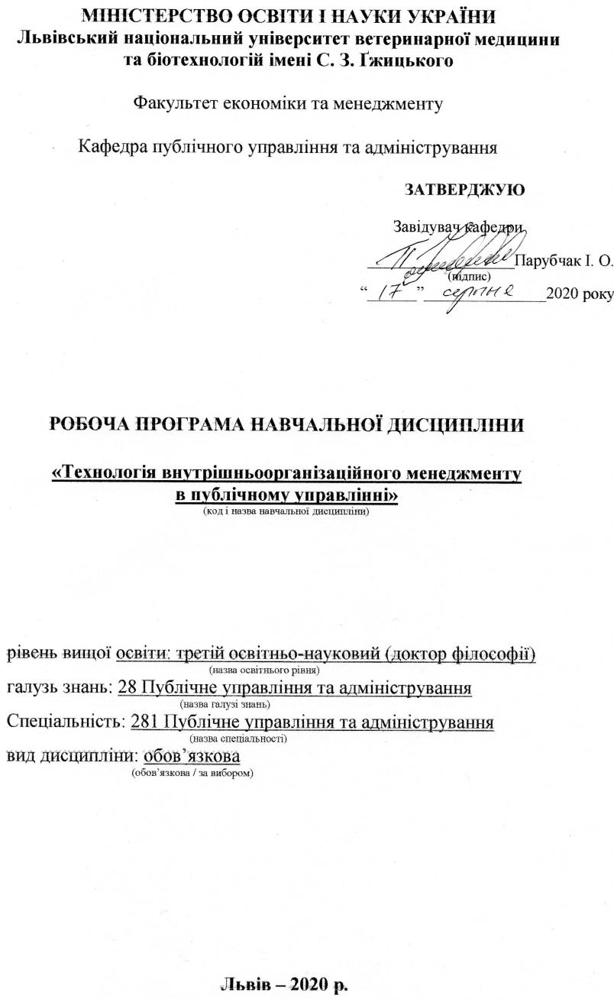 МІНІСТЕРСТВО ОСВІТИ І НАУКИ УКРАЇНИ
Львівський національний університет ветеринарної медицини
та біотехнологій імені С. З. Ґжицького
Факультет економіки та менеджменту
Кафедра публічного управління та адміністрування
ЗАТВЕРДЖУЮ
Завідувач кафедри
Парубчак І. О.
(підпис)
“ 17 ” серпня 2020 року
РОБОЧА ПРОГРАМА НАВЧАЛЬНОЇ ДИСЦИПЛІНИ
«Технологія внутрішньоорганізаційного менеджменту
в публічному управлінні»
(код і назва навчальної дисципліни)
рівень вищої освіти: третій освітньо-науковий (доктор філософії)
(назва освітнього рівня)
галузь знань: 28 Публічне управління та адміністрування
(назва галузі знань)
Спеціальність: 281 Публічне управління та адміністрування
(назва спеціальності)
вид дисципліни: обов’язкова
(обов’язкова / за вибором)
Львів – 2020 р.